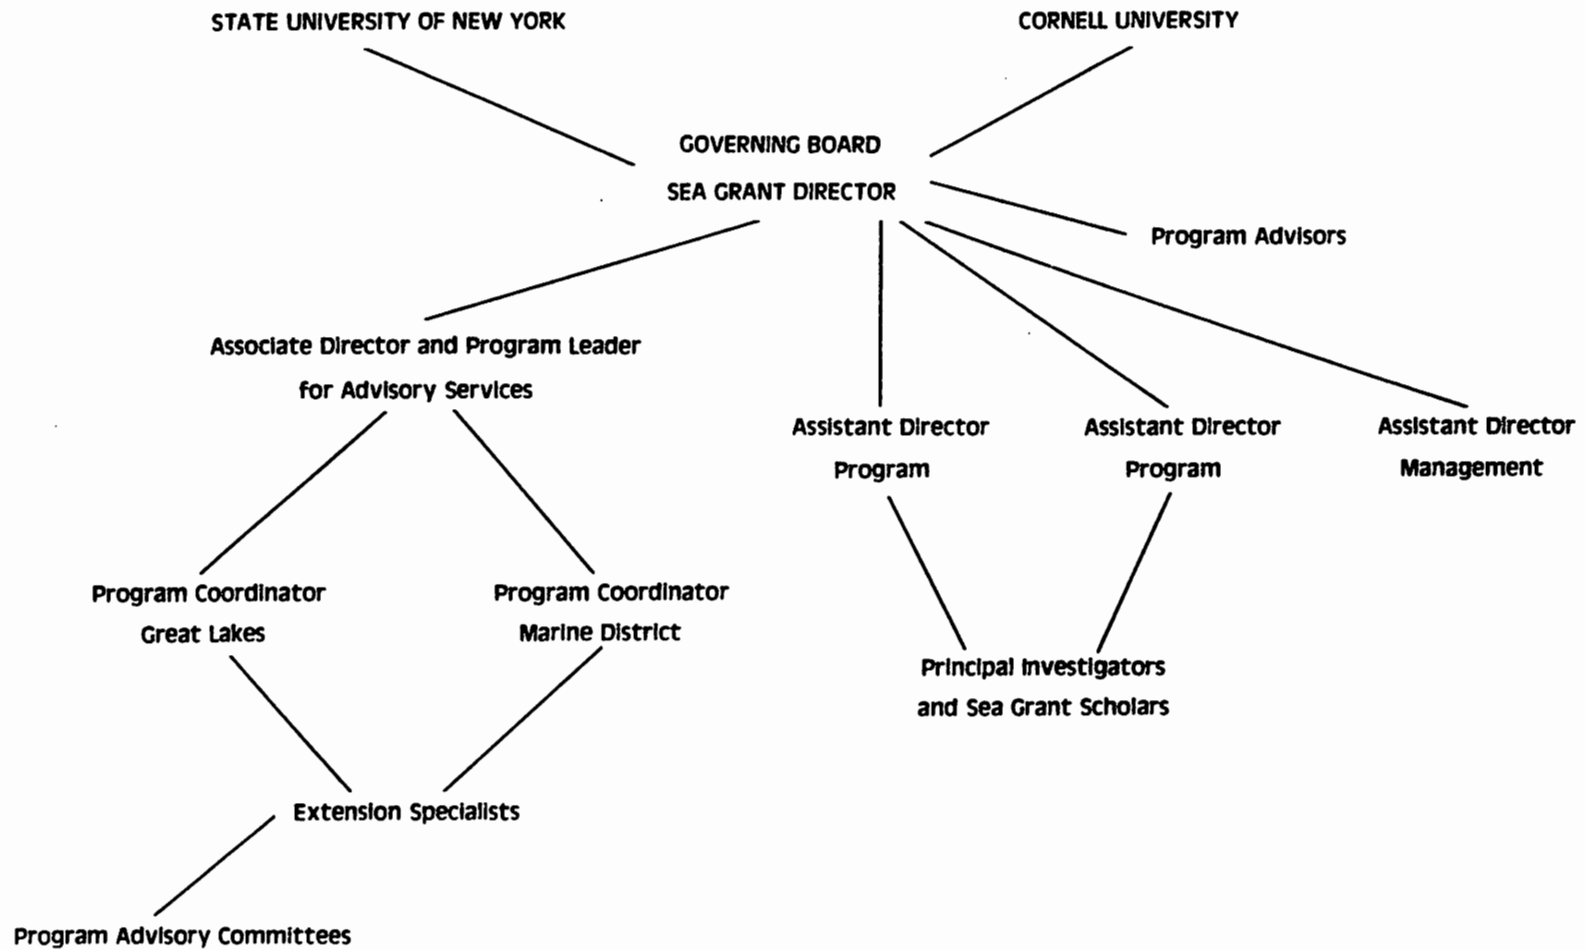 STATE UNIVERSITY OF NEW YORK
CORNELL UNIVERSITY
GOVERNING BOARD
SEA GRANT DIRECTOR
Program Advisors
Associate Director and Program Leader
for Advisory Services
Assistant Director
Program
Assistant Director
Program
Assistant Director
Management
Program Coordinator
Great Lakes
Program Coordinator
Marine District
Principal Investigators
and Sea Grant Scholars
Extension Specialists
Program Advisory Committees